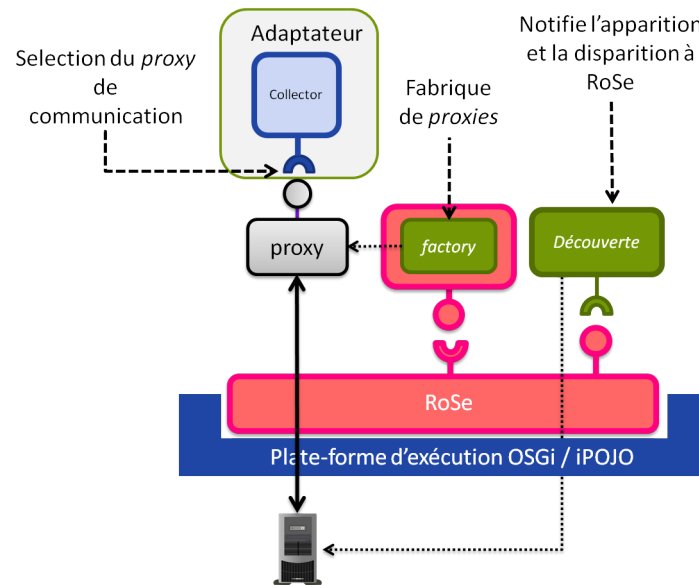 Adaptateur
Selection du proxy
de
communication
Collector
Fabrique
de proxies
Notifie l'apparition
et la disparition à
RoSe
proxy
factory
Découverte
RoSe
Plate-forme d'exécution OSGi / iPOJO